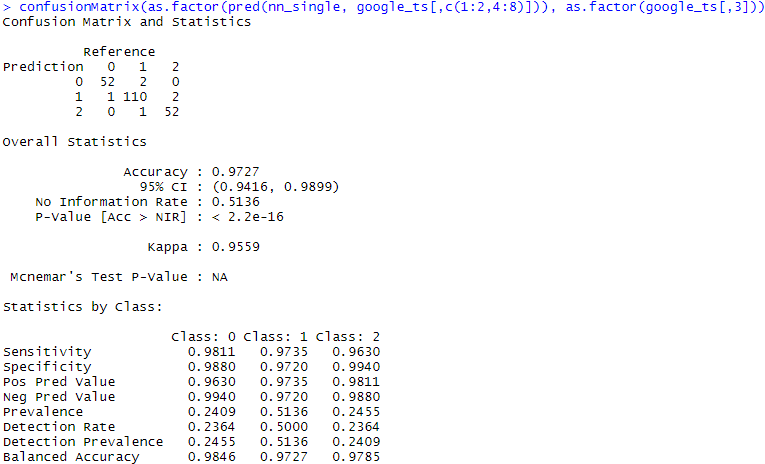 > confusionMatrix(as.factor(pred(nn_single, google_ts[,c(1:2,4:8)])), as.factor(google_ts[,3]))
Confusion Matrix and Statistics
Reference
Prediction 0 1 2
0 52 2 0
1 1 110 2
2 0 1 52
Overall Statistics
Accuracy : 0.9727
95% CI : (0.9416, 0.9899)
No Information Rate : 0.5136
P-Value [Acc > NIR] : < 2.2e-16
Kappa : 0.9559
Mcnemar's Test P-Value : NA
Statistics by Class:
Class: 0 Class: 1 Class: 2
Sensitivity 0.9811 0.9735 0.9630
Specificity 0.9880 0.9720 0.9940
Pos Pred Value 0.9630 0.9735 0.9811
Neg Pred Value 0.9940 0.9720 0.9880
Prevalence 0.2409 0.5136 0.2455
Detection Rate 0.2364 0.5000 0.2364
Detection Prevalence 0.2455 0.5136 0.2409
Balanced Accuracy 0.9846 0.9727 0.9785